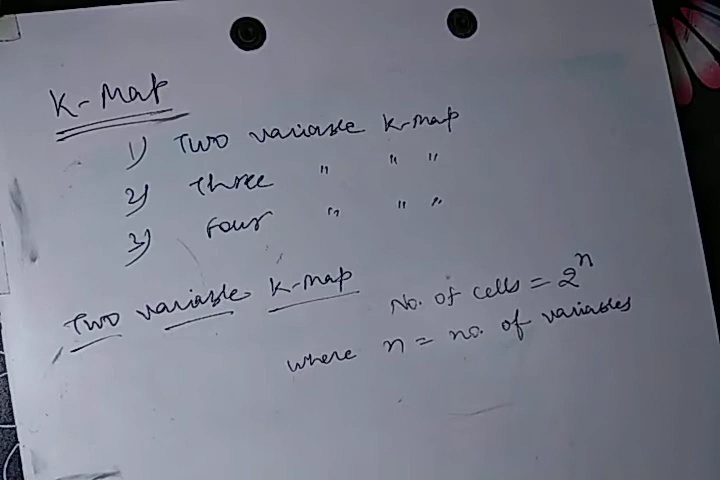 K-Map
1) Two variable K-map
2) Three " " "
3) Four " " "
Two variable K-map
No. of cells = 2^n
where n = no. of variables